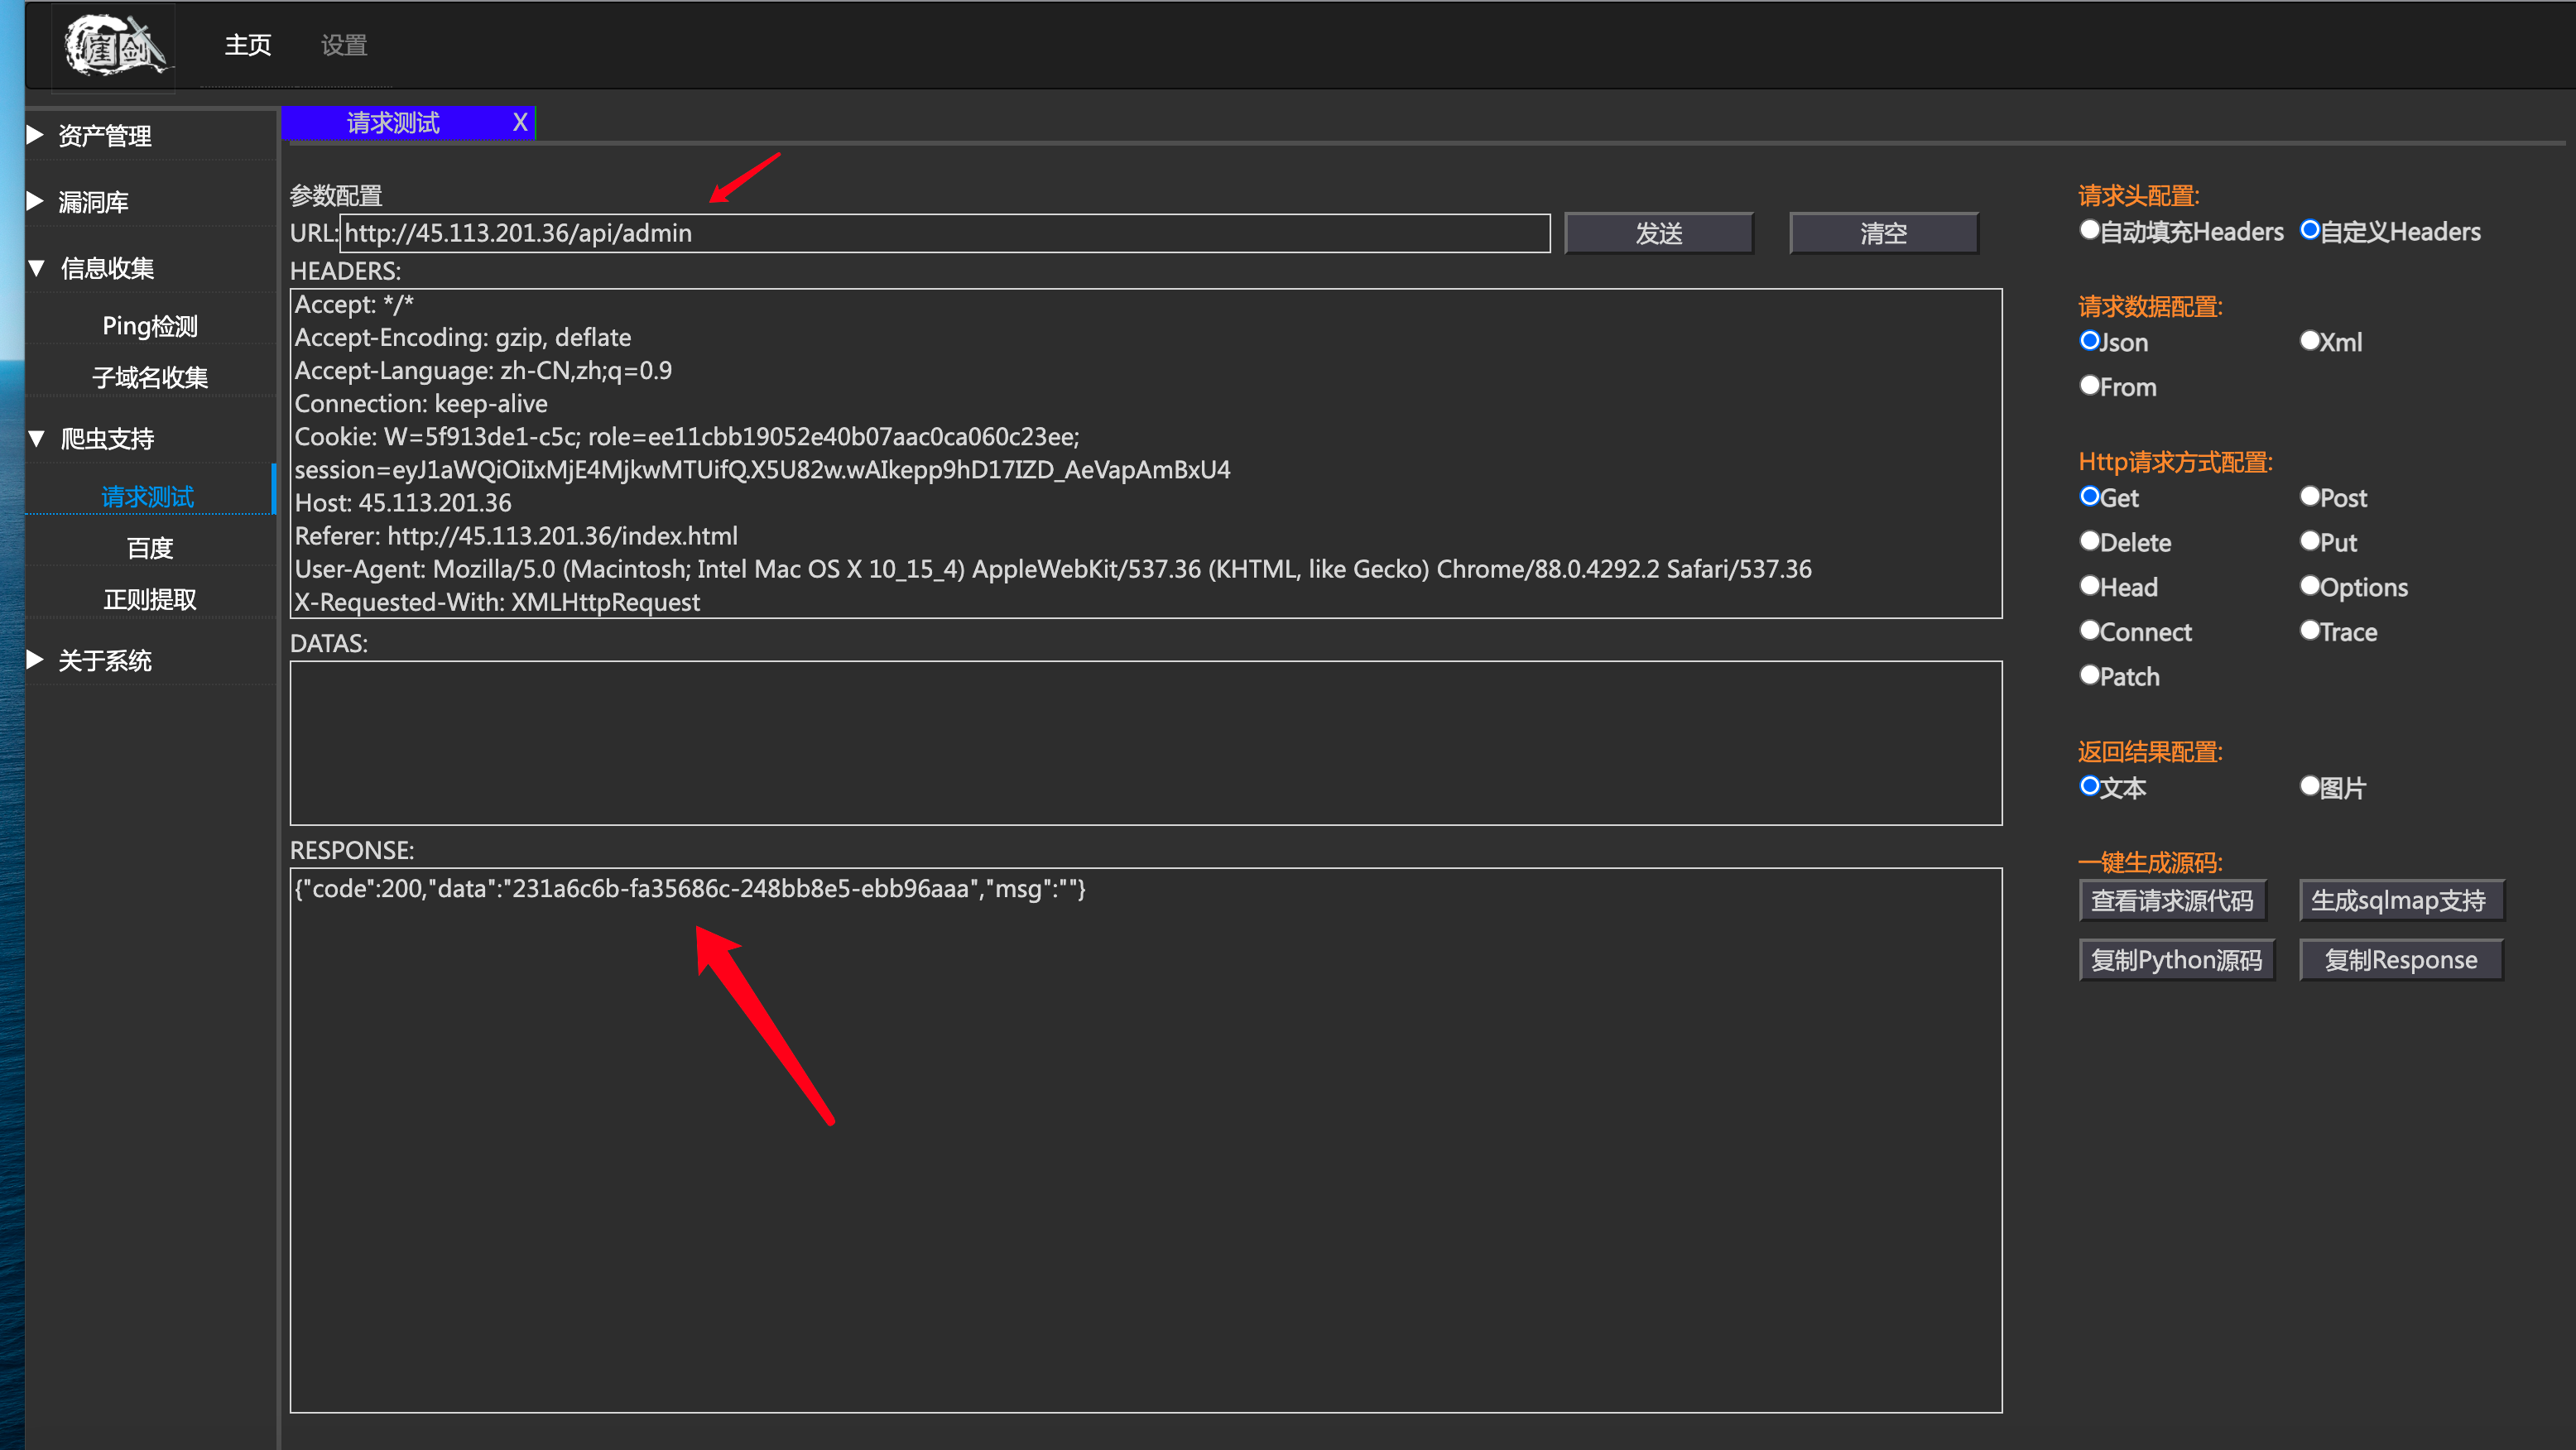 崖剑
主页
设置
资产管理
漏洞库
信息收集
Ping检测
子域名收集
爬虫支持
请求测试
百度
正则提取
关于系统
请求测试 X
参数配置
URL: http://45.113.201.36/api/admin
发送
清空
HEADERS:
Accept: */*
Accept-Encoding: gzip, deflate
Accept-Language: zh-CN,zh;q=0.9
Connection: keep-alive
Cookie: W=5f913de1-c5c; role=ee11cbb19052e40b07aac0ca060c23ee;
session=eyJ1aWQiOiIxMjE4MjkwMTUifQ.X5U82w.wAIkepp9hD17IZD_AeVapAmBxU4
Host: 45.113.201.36
Referer: http://45.113.201.36/index.html
User-Agent: Mozilla/5.0 (Macintosh; Intel Mac OS X 10_15_4) AppleWebKit/537.36 (KHTML, like Gecko) Chrome/88.0.4292.2 Safari/537.36
X-Requested-With: XMLHttpRequest
DATAS:
RESPONSE:
{"code":200,"data":"231a6c6b-fa35686c-248bb8e5-ebb96aaa","msg":""}
请求头配置:
自动填充Headers 自定义Headers
请求数据配置:
Json Xml
From
Http请求方式配置:
Get Post
Delete Put
Head Options
Connect Trace
Patch
返回结果配置:
文本 图片
一键生成源码:
查看请求源代码 生成sqlmap支持
复制Python源码 复制Response